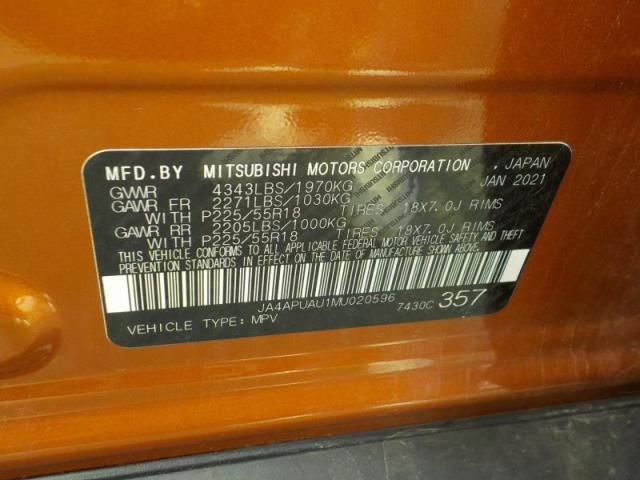 MFD.BY MITSUBISHI MOTORS CORPORATION , JAPAN
GVWR 4343LBS/1970KG JAN 2021
GAWR FR 2271LBS/1030KG
WITH P225/55R18 TIRES 18X7.0J RIMS
GAWR RR 2205LBS/1000KG
WITH P225/55R18 TIRES 18X7.0J RIMS
THIS VEHICLE CONFORMS TO ALL APPLICABLE FEDERAL MOTOR VEHICLE SAFETY AND THEFT
PREVENTION STANDARDS IN EFFECT ON THE DATE OF MANUFACTURE SHOWN ABOVE.
JA4APUAU1MU020596 7430C 357
VEHICLE TYPE: MPV